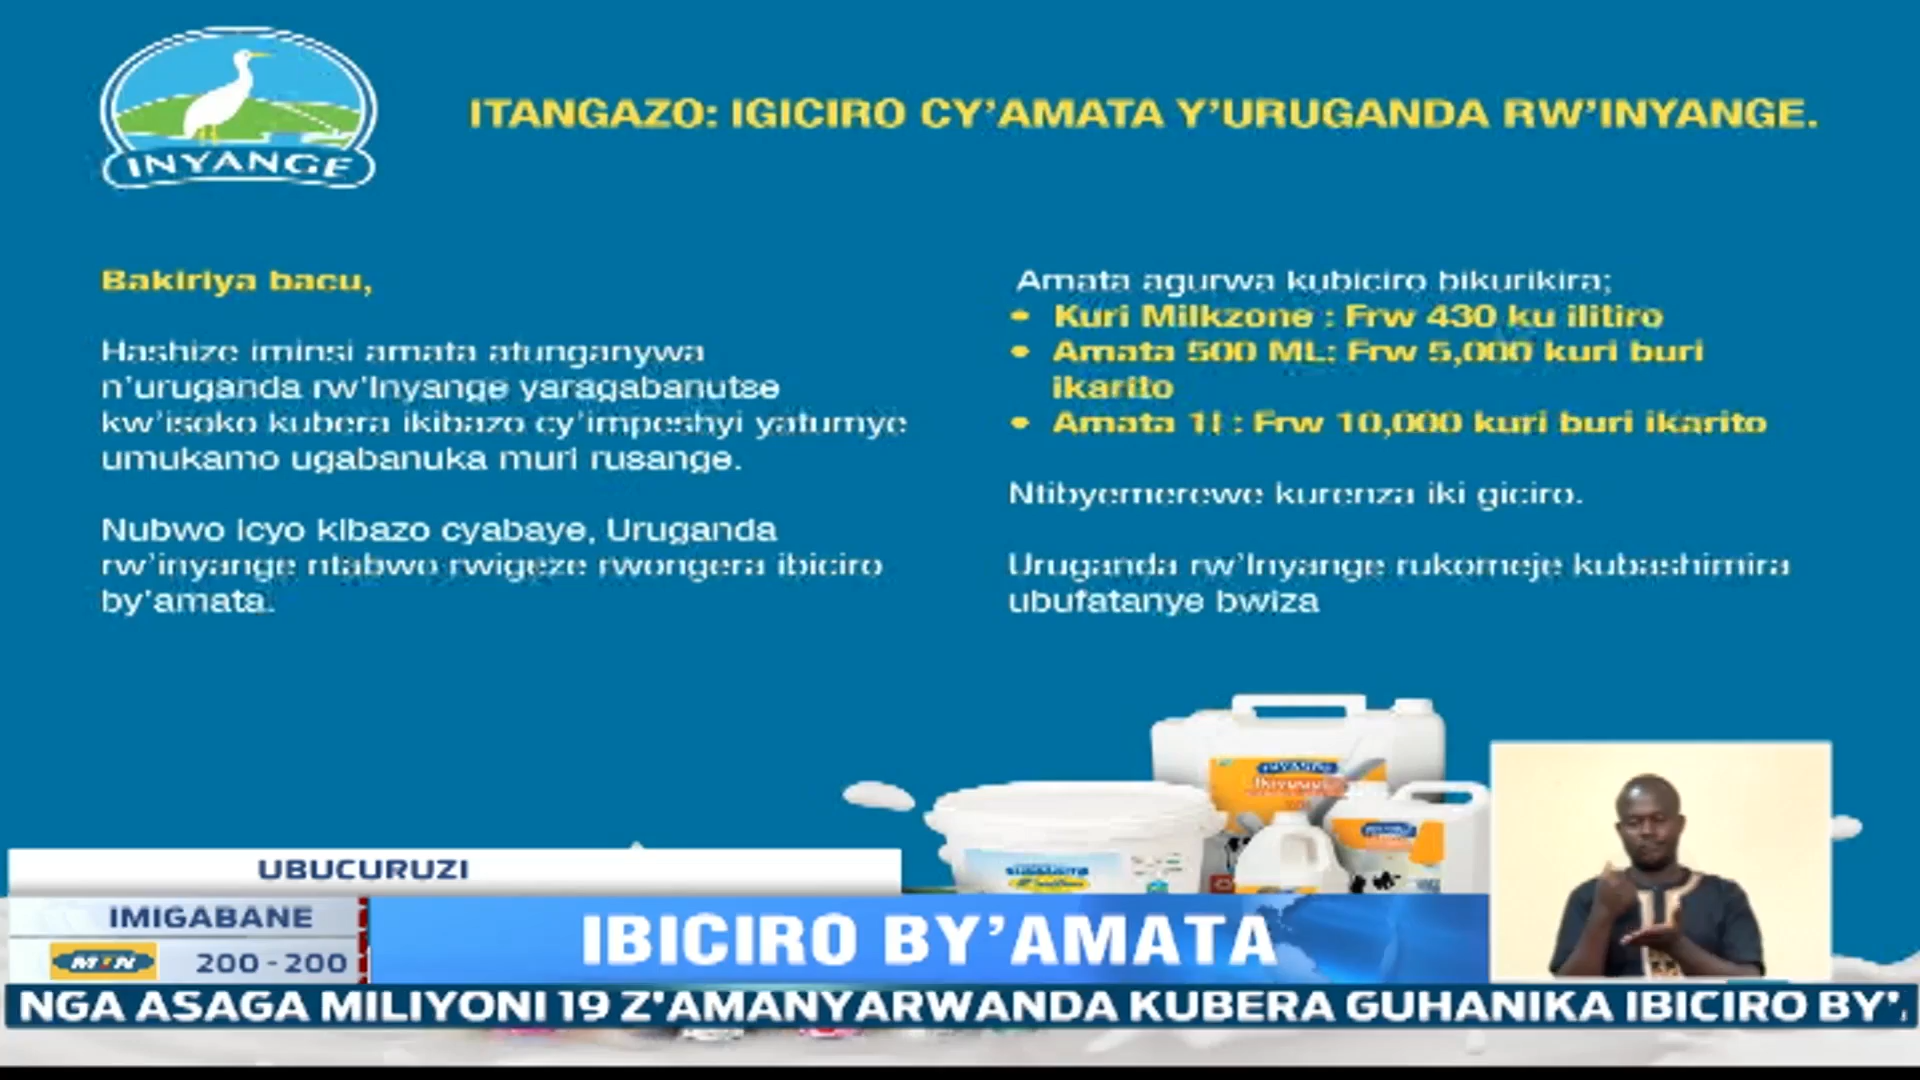 INYANGE
ITANGAZO: IGICIRO CY'AMATA Y'URUGANDA RW'INYANGE.
Bakiriya bacu,
Hashize iminsi amata atunganywa
n'uruganda rw'Inyange yaragabanutse
kw'isoko kubera ikibazo cy'impeshyi yatumye
umukamo ugabanuka muri rusange.
Nubwo icyo kibazo cyabaye, Uruganda
rw'inyange ntabwo rwigeze rwongera ibiciro
by'amata.
Amata agurwa kubiciro bikurikira;
• Kuri Milkzone : Frw 430 ku ilitiro
• Amata 500 ML: Frw 5,000 kuri buri
ikarito
• Amata 1l : Frw 10,000 kuri buri ikarito
Ntibyemerewe kurenza iki giciro.
Uruganda rw'Inyange rukomeje kubashimira
ubufatanye bwiza
UBUCURUZI
IMIGABANE
MTN 200 - 200
IBICIRO BY'AMATA
NGA ASAGA MILIYONI 19 Z'AMANYARWANDA KUBERA GUHANIKA IBICIRO BY'